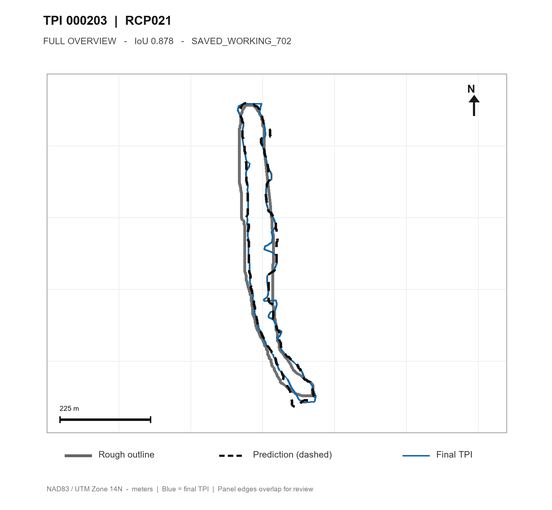 TPI 000203 | RCP021
FULL OVERVIEW - IoU 0.878 - SAVED_WORKING_702
N
225 m
Rough outline
Prediction (dashed)
Final TPI
NAD83 / UTM Zone 14N - meters | Blue = final TPI | Panel edges overlap for review